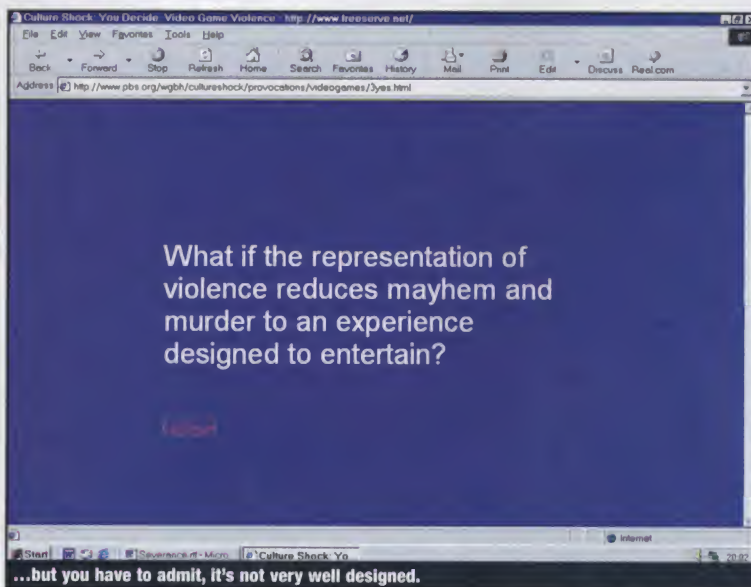 Culture Shock: You Decide: Video Game Violence - http://www.freeserve.net/
File Edit View Favorites Tools Help
Back Forward Stop Refresh Home Search Favorites History Mail Print Edit Discuss Real.com
Address http://www.pbs.org/wgbh/cultureshock/provocations/videogames/3yes.html
What if the representation of
violence reduces mayhem and
murder to an experience
designed to entertain?
Internet
Start Severance.rtf - Micro... Culture Shock: Yo... 20:02
...but you have to admit, it's not very well designed.